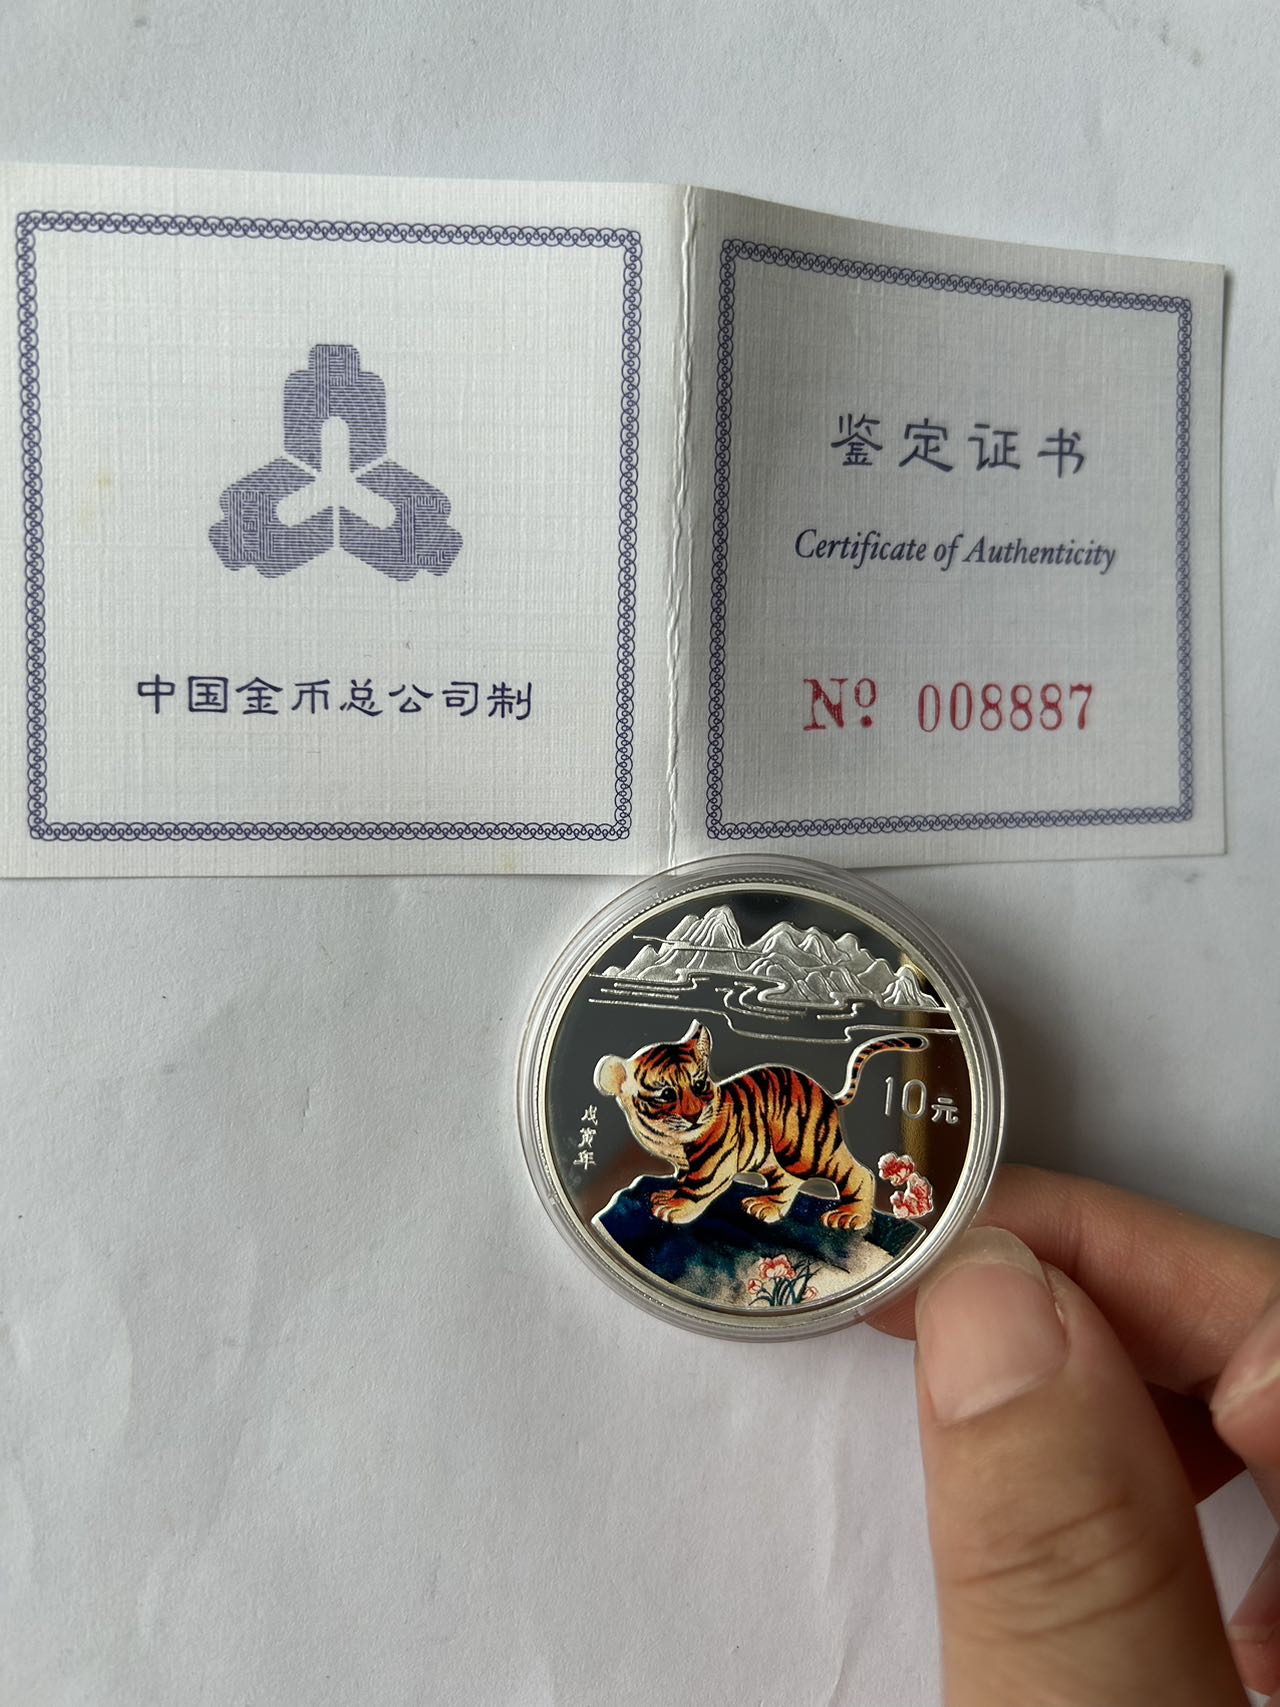 中国金币总公司制
鉴定证书
Certificate of Authenticity
Nº. 008887
10元
戊寅年